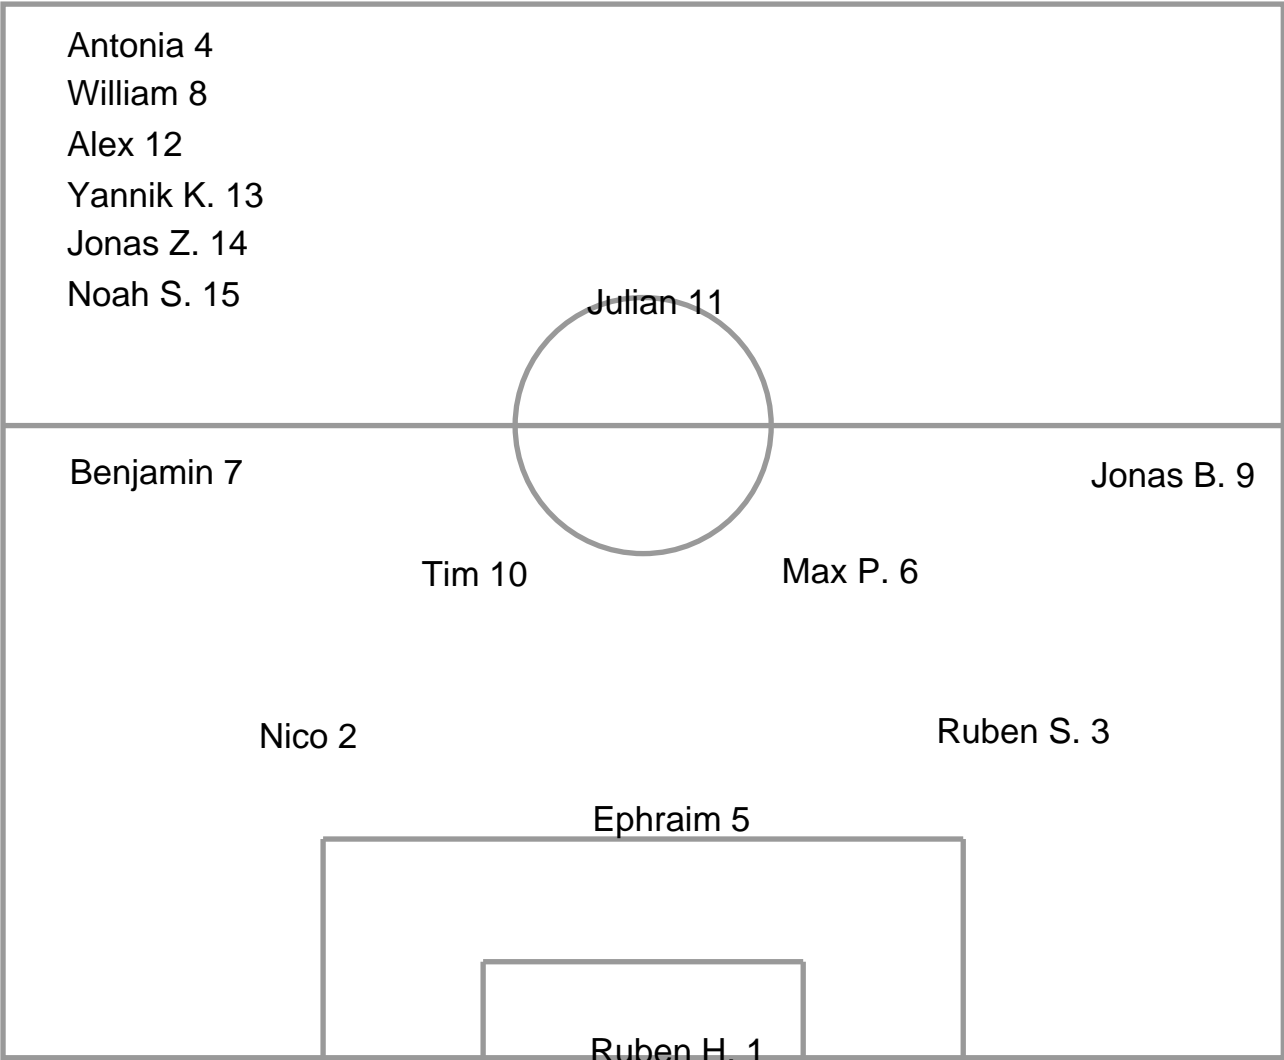 Antonia 4
William 8
Alex 12
Yannik K. 13
Jonas Z. 14
Noah S. 15
Julian 11
Benjamin 7
Jonas B. 9
Tim 10
Max P. 6
Nico 2
Ruben S. 3
Ephraim 5
Ruben H. 1